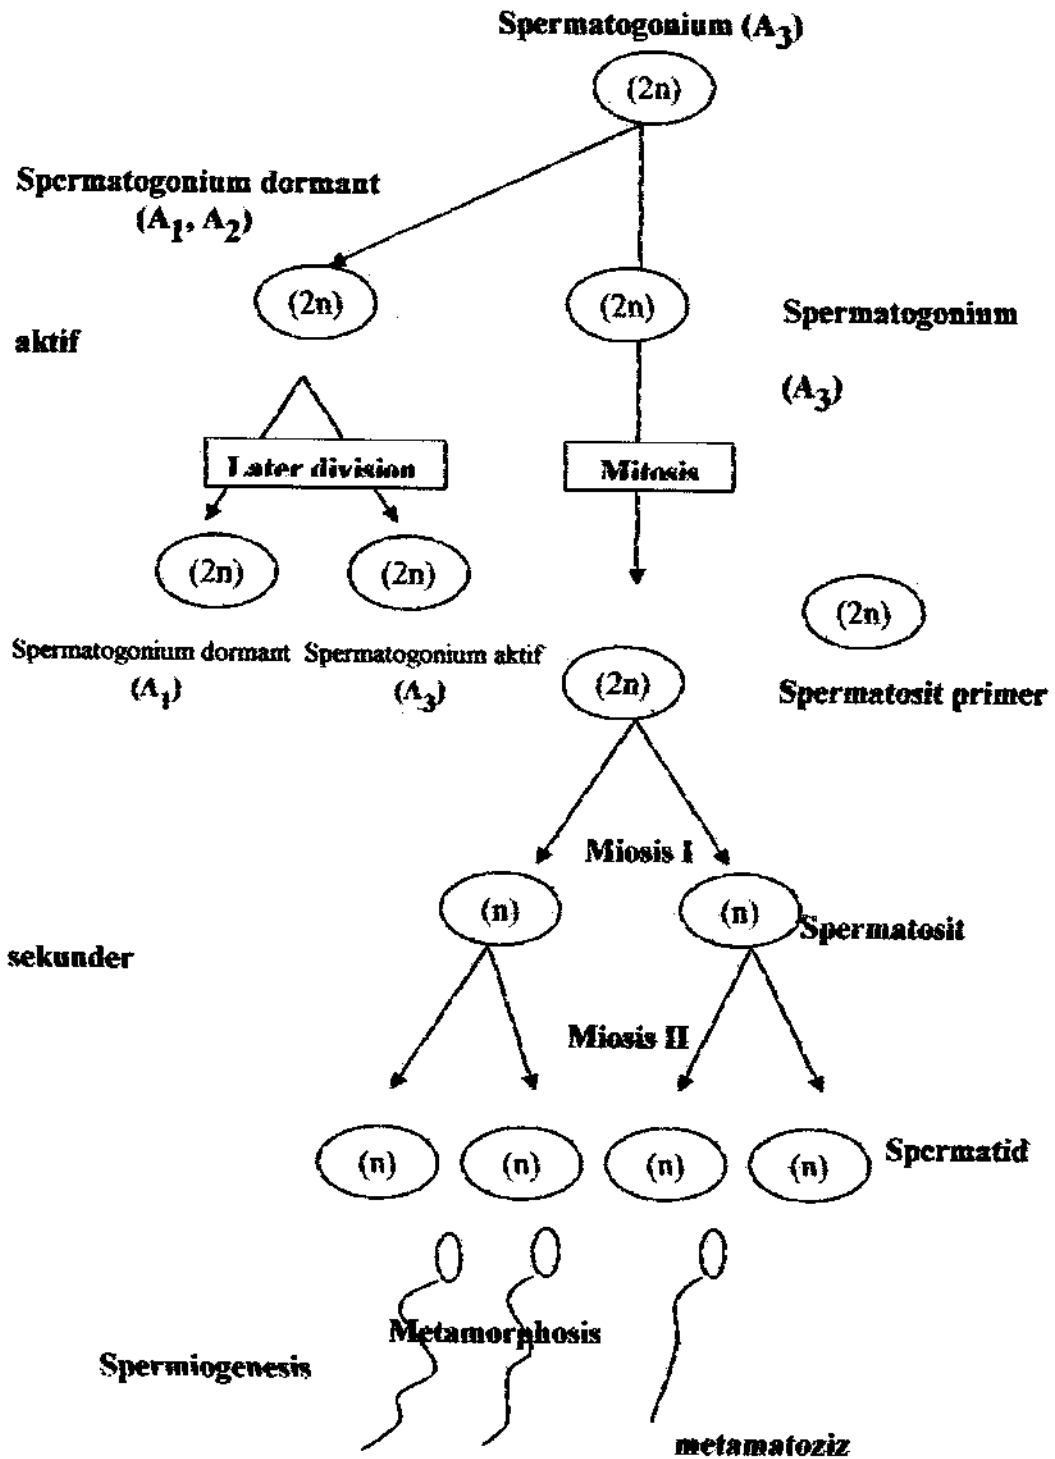 Spermatogonium (A3)
(2n)
Spermatogonium dormant
(A1, A2)
(2n)
(2n)
Spermatogonium
aktif
(A3)
Later division
Mitosis
(2n)
(2n)
(2n)
Spermatogonium dormant
(A1)
Spermatogonium aktif
(A3)
(2n)
Spermatosit primer
Miosis I
(n)
(n)
Spermatosit
sekunder
Miosis II
(n)
(n)
(n)
(n)
Spermatid
Metamorphosis
Spermiogenesis
metamatoziz